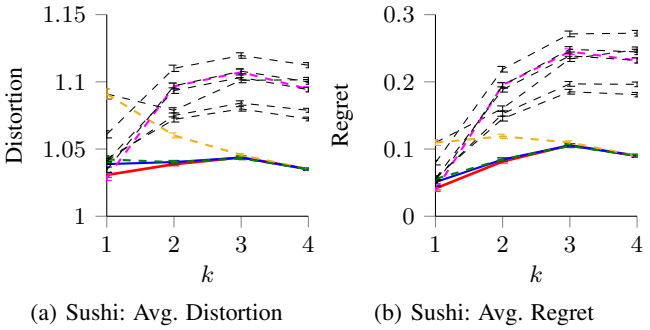 1.15
1.1
1.05
1
Distortion
1 2 3 4
k
(a) Sushi: Avg. Distortion
0.3
0.2
0.1
0
Regret
1 2 3 4
k
(b) Sushi: Avg. Regret